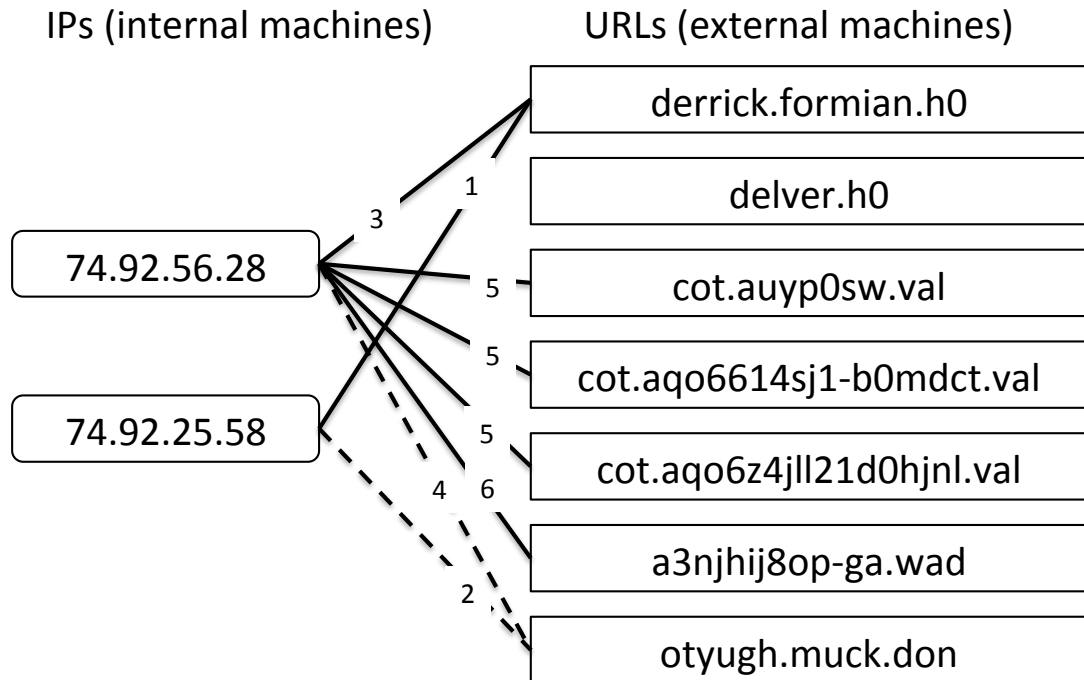 IPs (internal machines)
URLs (external machines)
derrick.formian.h0
1
delver.h0
3
74.92.56.28
cot.auyp0sw.val
5
5
cot.aqo6614sj1-b0mdct.val
74.92.25.58
5
cot.aqo6z4jll21d0hjnl.val
4
6
a3njhij8op-ga.wad
2
otyugh.muck.don